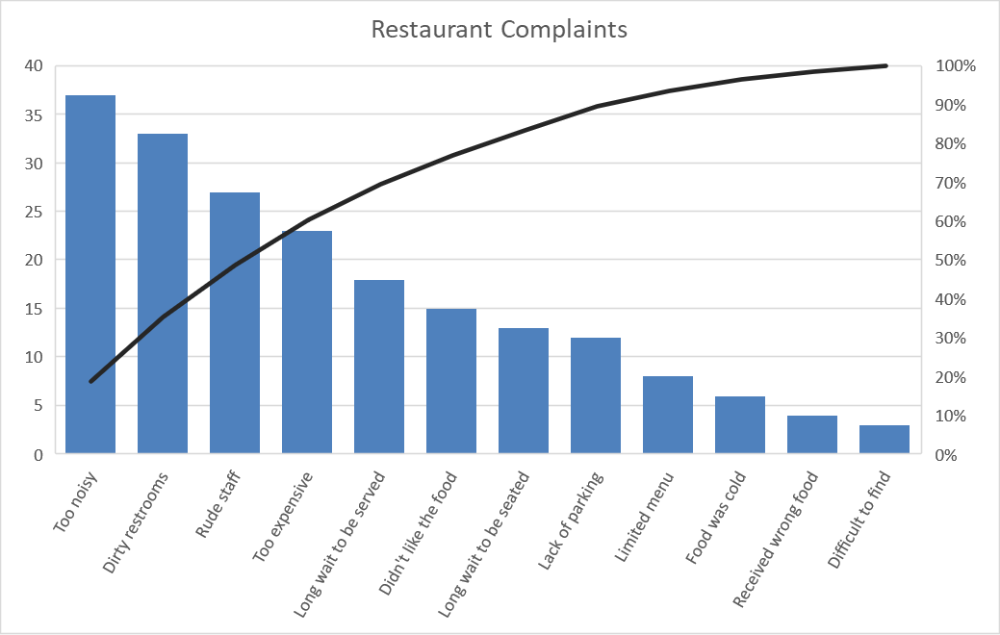 Restaurant Complaints
40
35
30
25
20
15
10
5
0
100%
90%
80%
70%
60%
50%
40%
30%
20%
10%
0%
Too noisy
Dirty restrooms
Rude staff
Too expensive
Long wait to be served
Didn't like the food
Long wait to be seated
Lack of parking
Limited menu
Food was cold
Received wrong food
Difficult to find